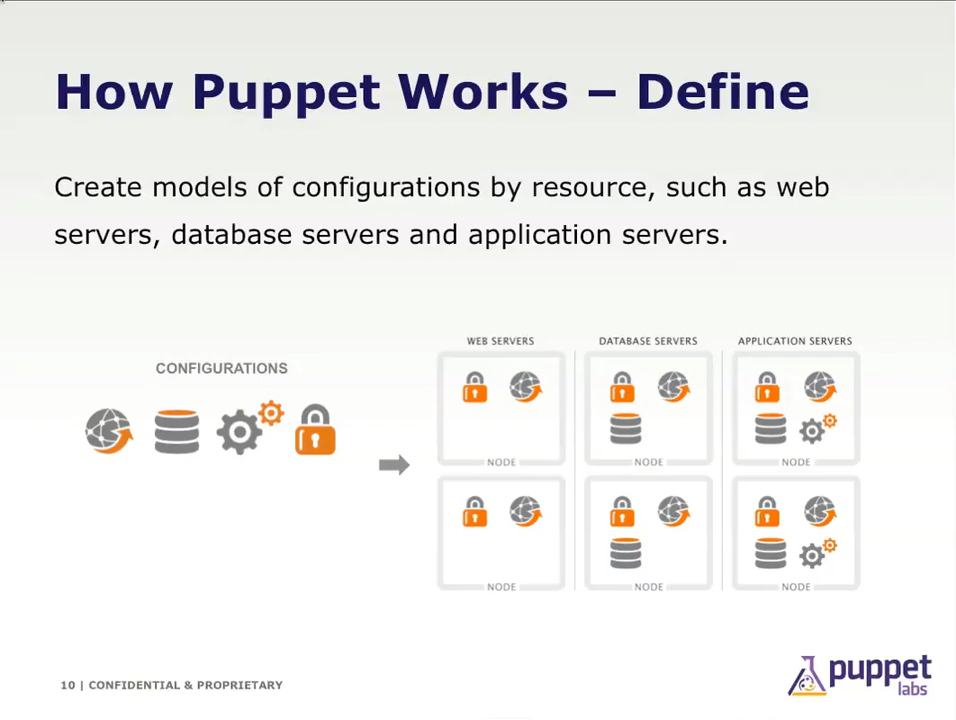 How Puppet Works – Define
Create models of configurations by resource, such as web
servers, database servers and application servers.
CONFIGURATIONS
WEB SERVERS
DATABASE SERVERS
APPLICATION SERVERS
NODE
NODE
NODE
NODE
NODE
NODE
10 | CONFIDENTIAL & PROPRIETARY
puppet
labs